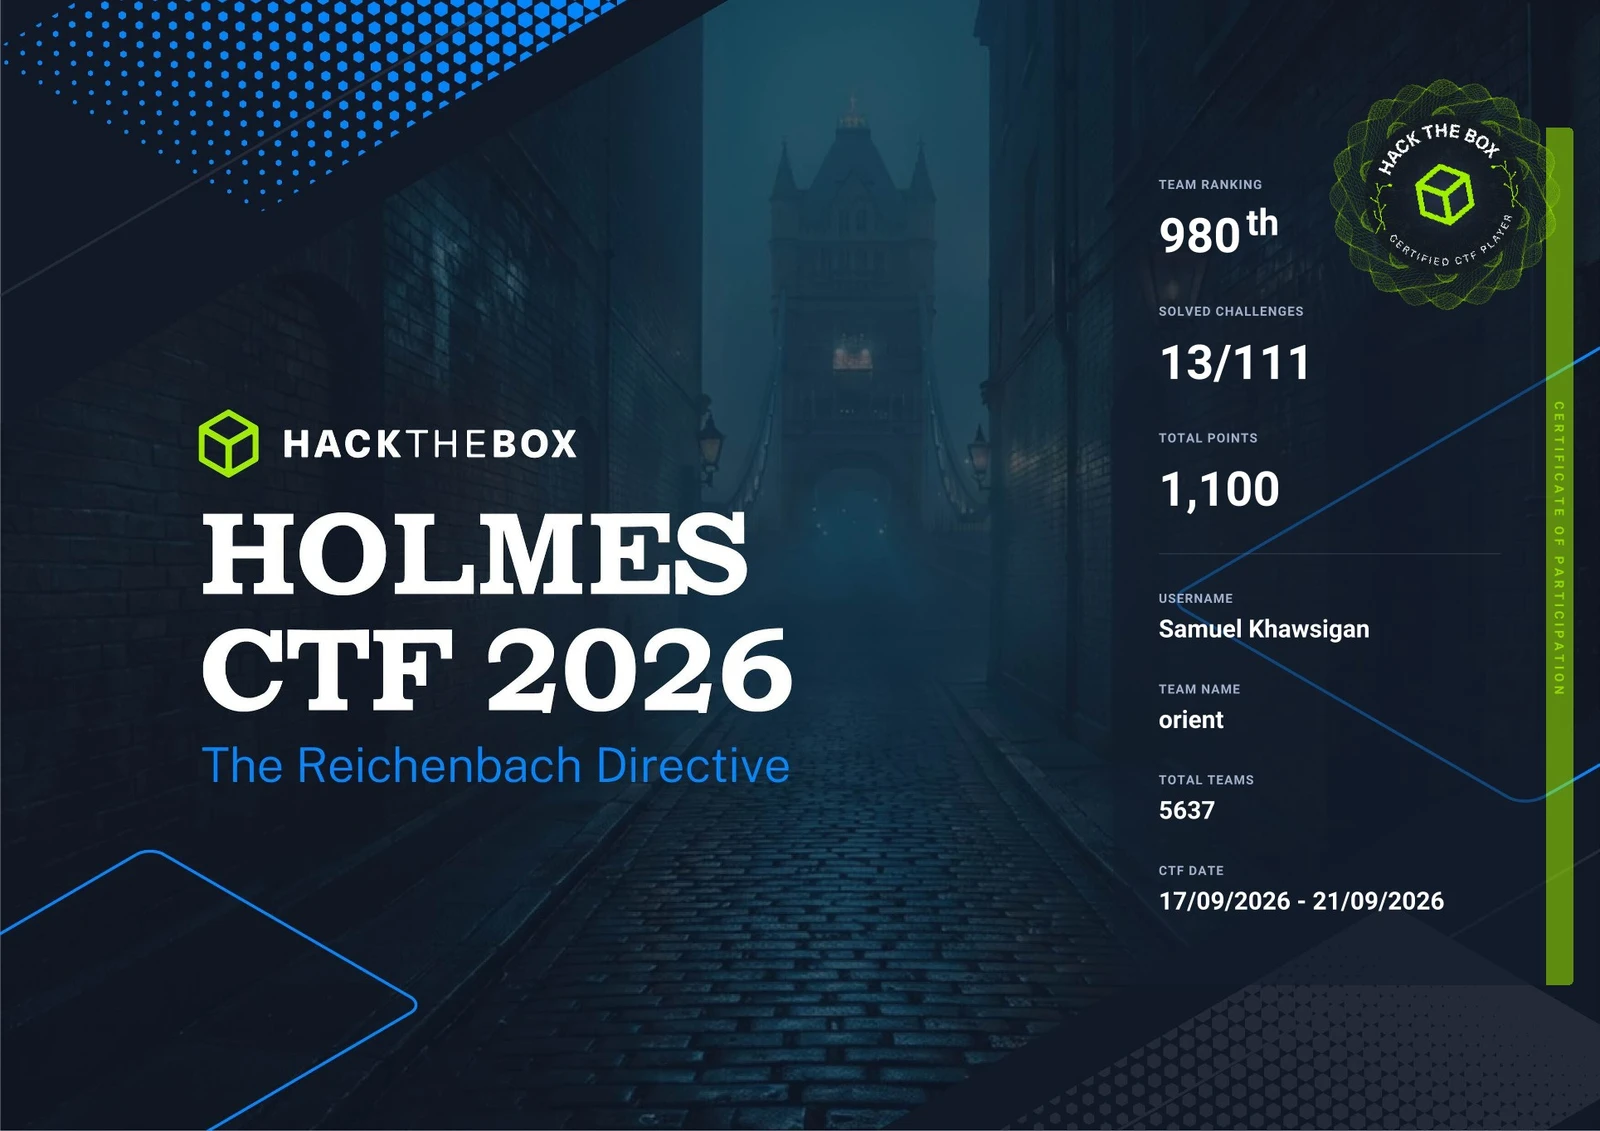 HACKTHEBOX
HOLMES
CTF 2026
The Reichenbach Directive
TEAM RANKING
980th
SOLVED CHALLENGES
13/111
TOTAL POINTS
1,100
USERNAME
Samuel Khawsigan
TEAM NAME
orient
TOTAL TEAMS
5637
CTF DATE
17/09/2026 - 21/09/2026
HACK THE BOX
CERTIFIED CTF PLAYER
CERTIFICATE OF PARTICIPATION